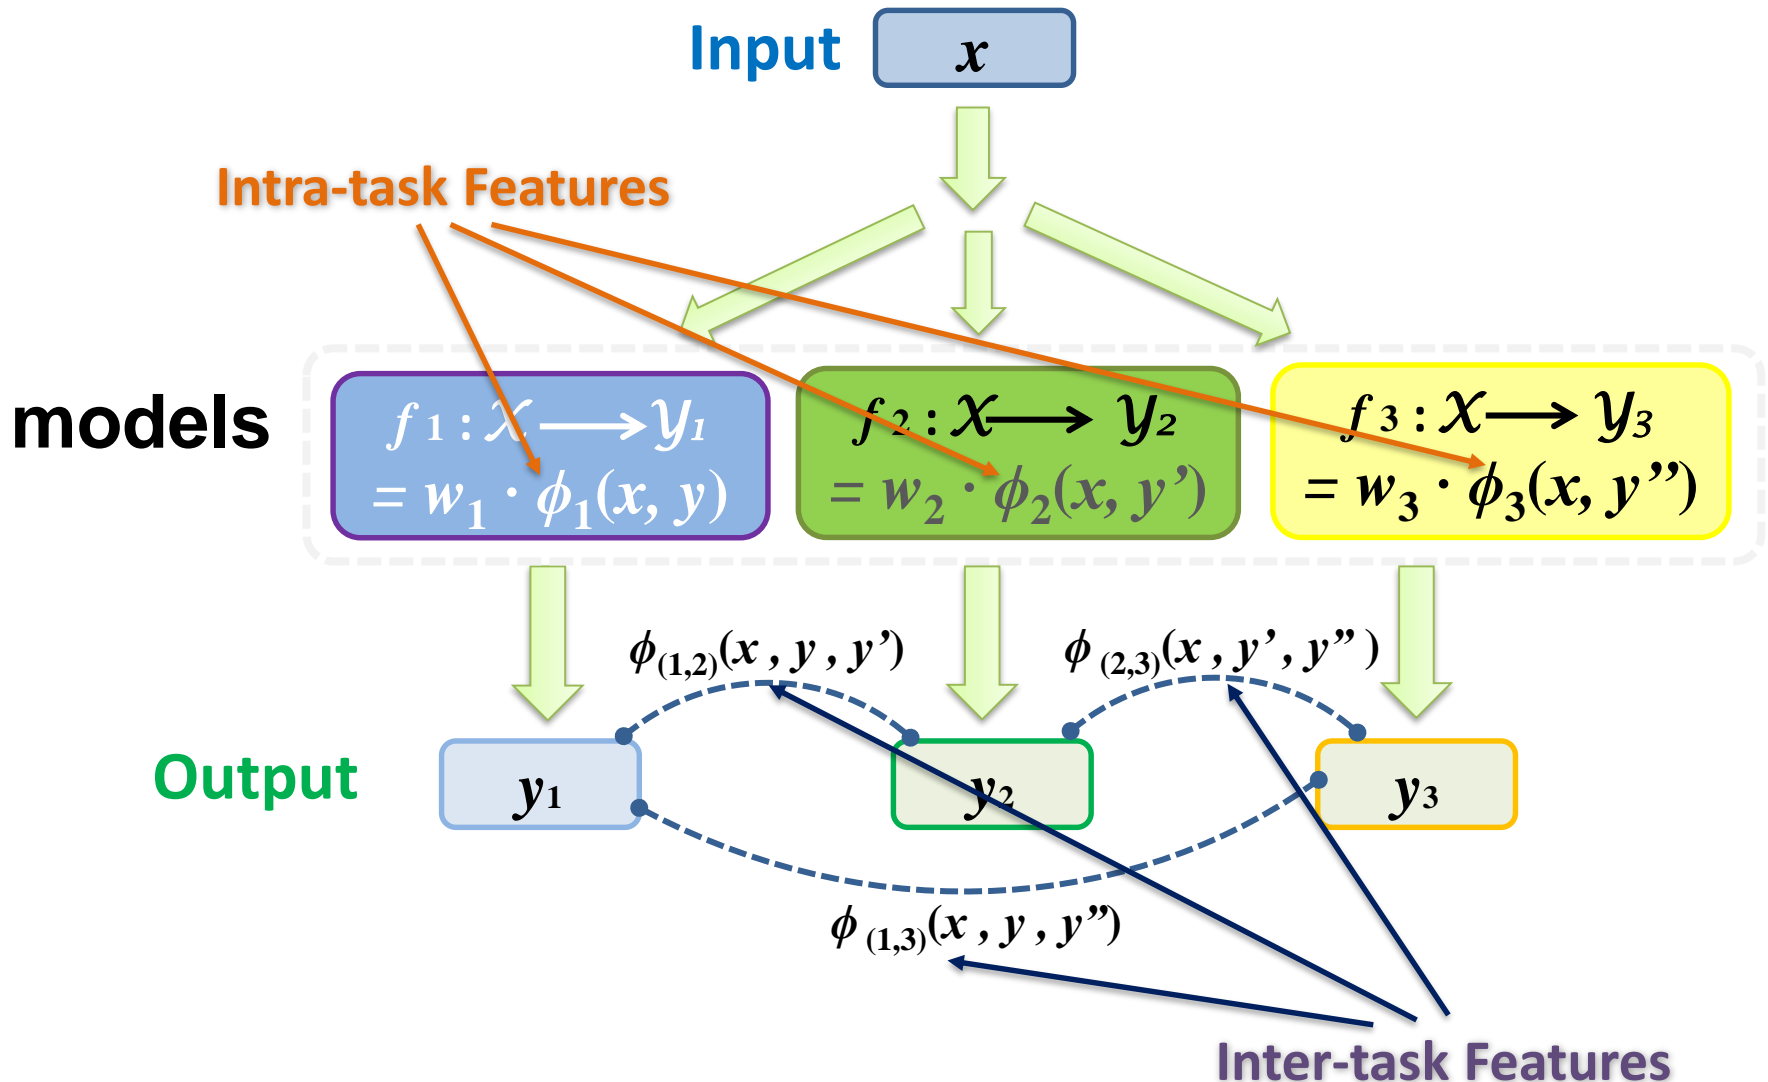 Input
x
Intra-task Features
models
f 1 : 𝒳 ⟶ 𝒴1
= w1 · ϕ1(x, y)
f 2 : 𝒳 ⟶ 𝒴2
= w2 · ϕ2(x, y’)
f 3 : 𝒳 ⟶ 𝒴3
= w3 · ϕ3(x, y’’)
ϕ(1,2)(x , y , y’)
ϕ (2,3)(x , y’, y’’ )
Output
y1
y2
y3
ϕ (1,3)(x , y , y’’)
Inter-task Features